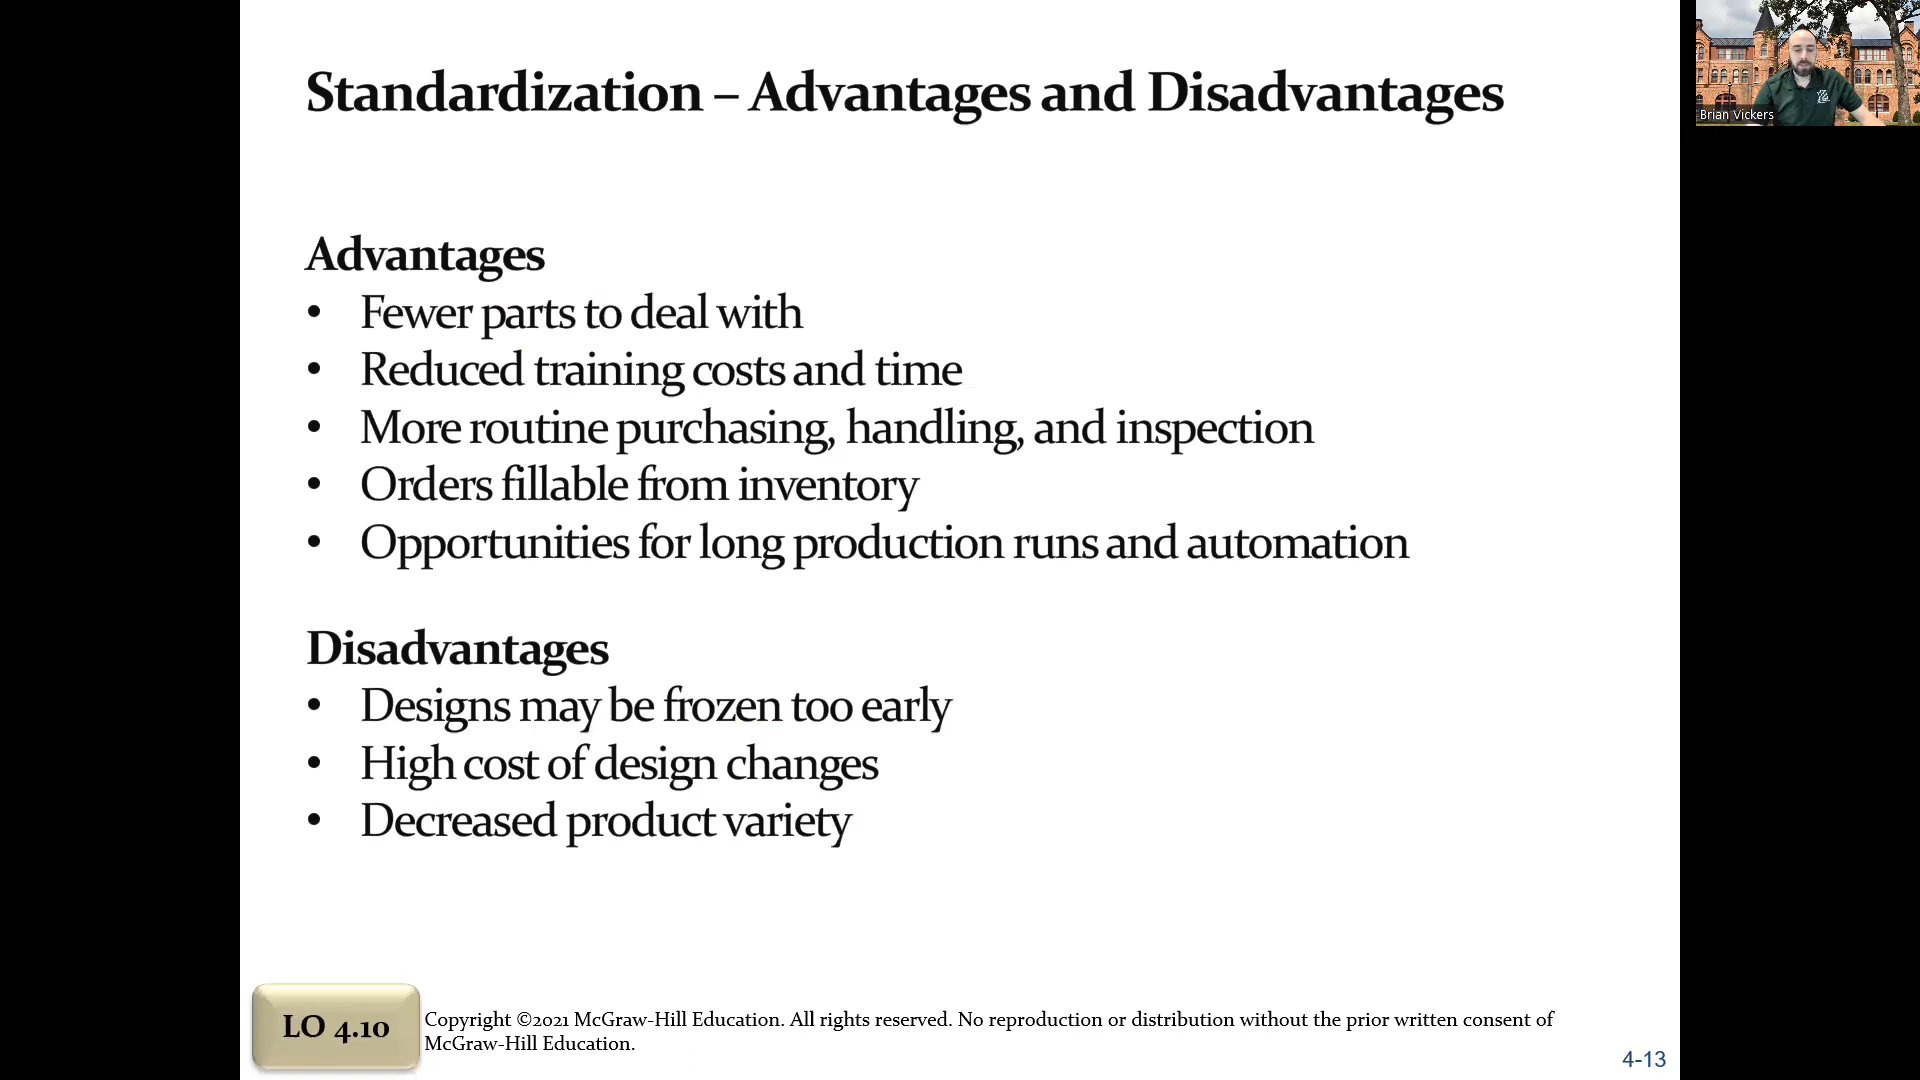 Standardization – Advantages and Disadvantages
Brian Vickers
Advantages
• Fewer parts to deal with
• Reduced training costs and time
• More routine purchasing, handling, and inspection
• Orders fillable from inventory
• Opportunities for long production runs and automation
Disadvantages
• Designs may be frozen too early
• High cost of design changes
• Decreased product variety
LO 4.10
Copyright ©2021 McGraw-Hill Education. All rights reserved. No reproduction or distribution without the prior written consent of
McGraw-Hill Education.
4-13